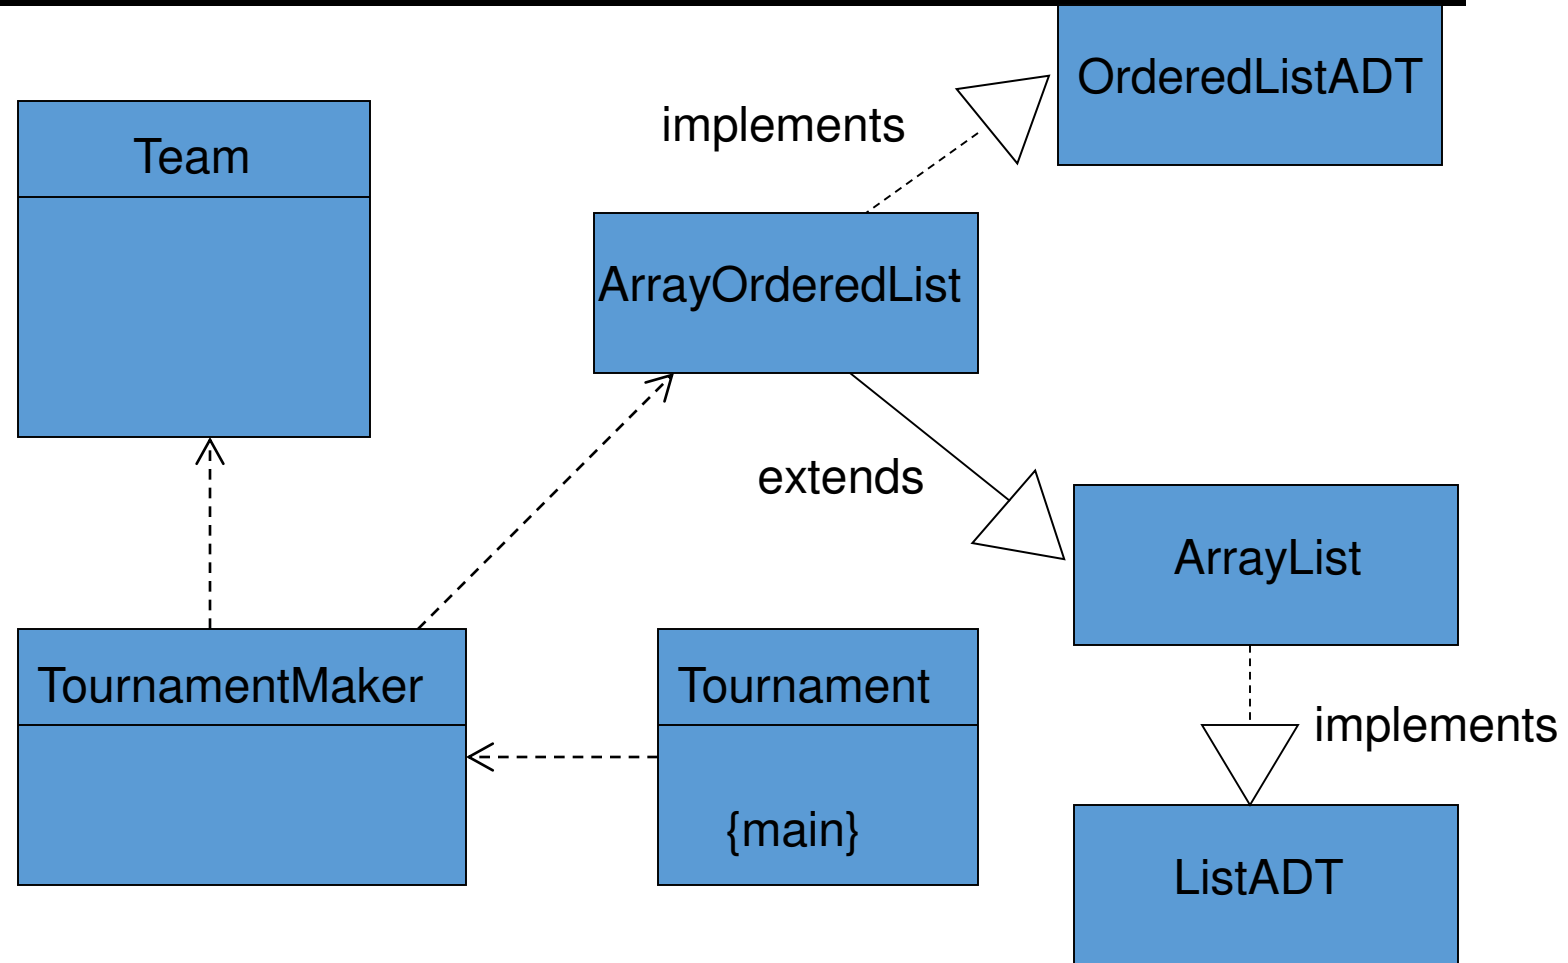 OrderedListADT
implements
Team
ArrayOrderedList
extends
ArrayList
TournamentMaker
Tournament
implements
{main}
ListADT